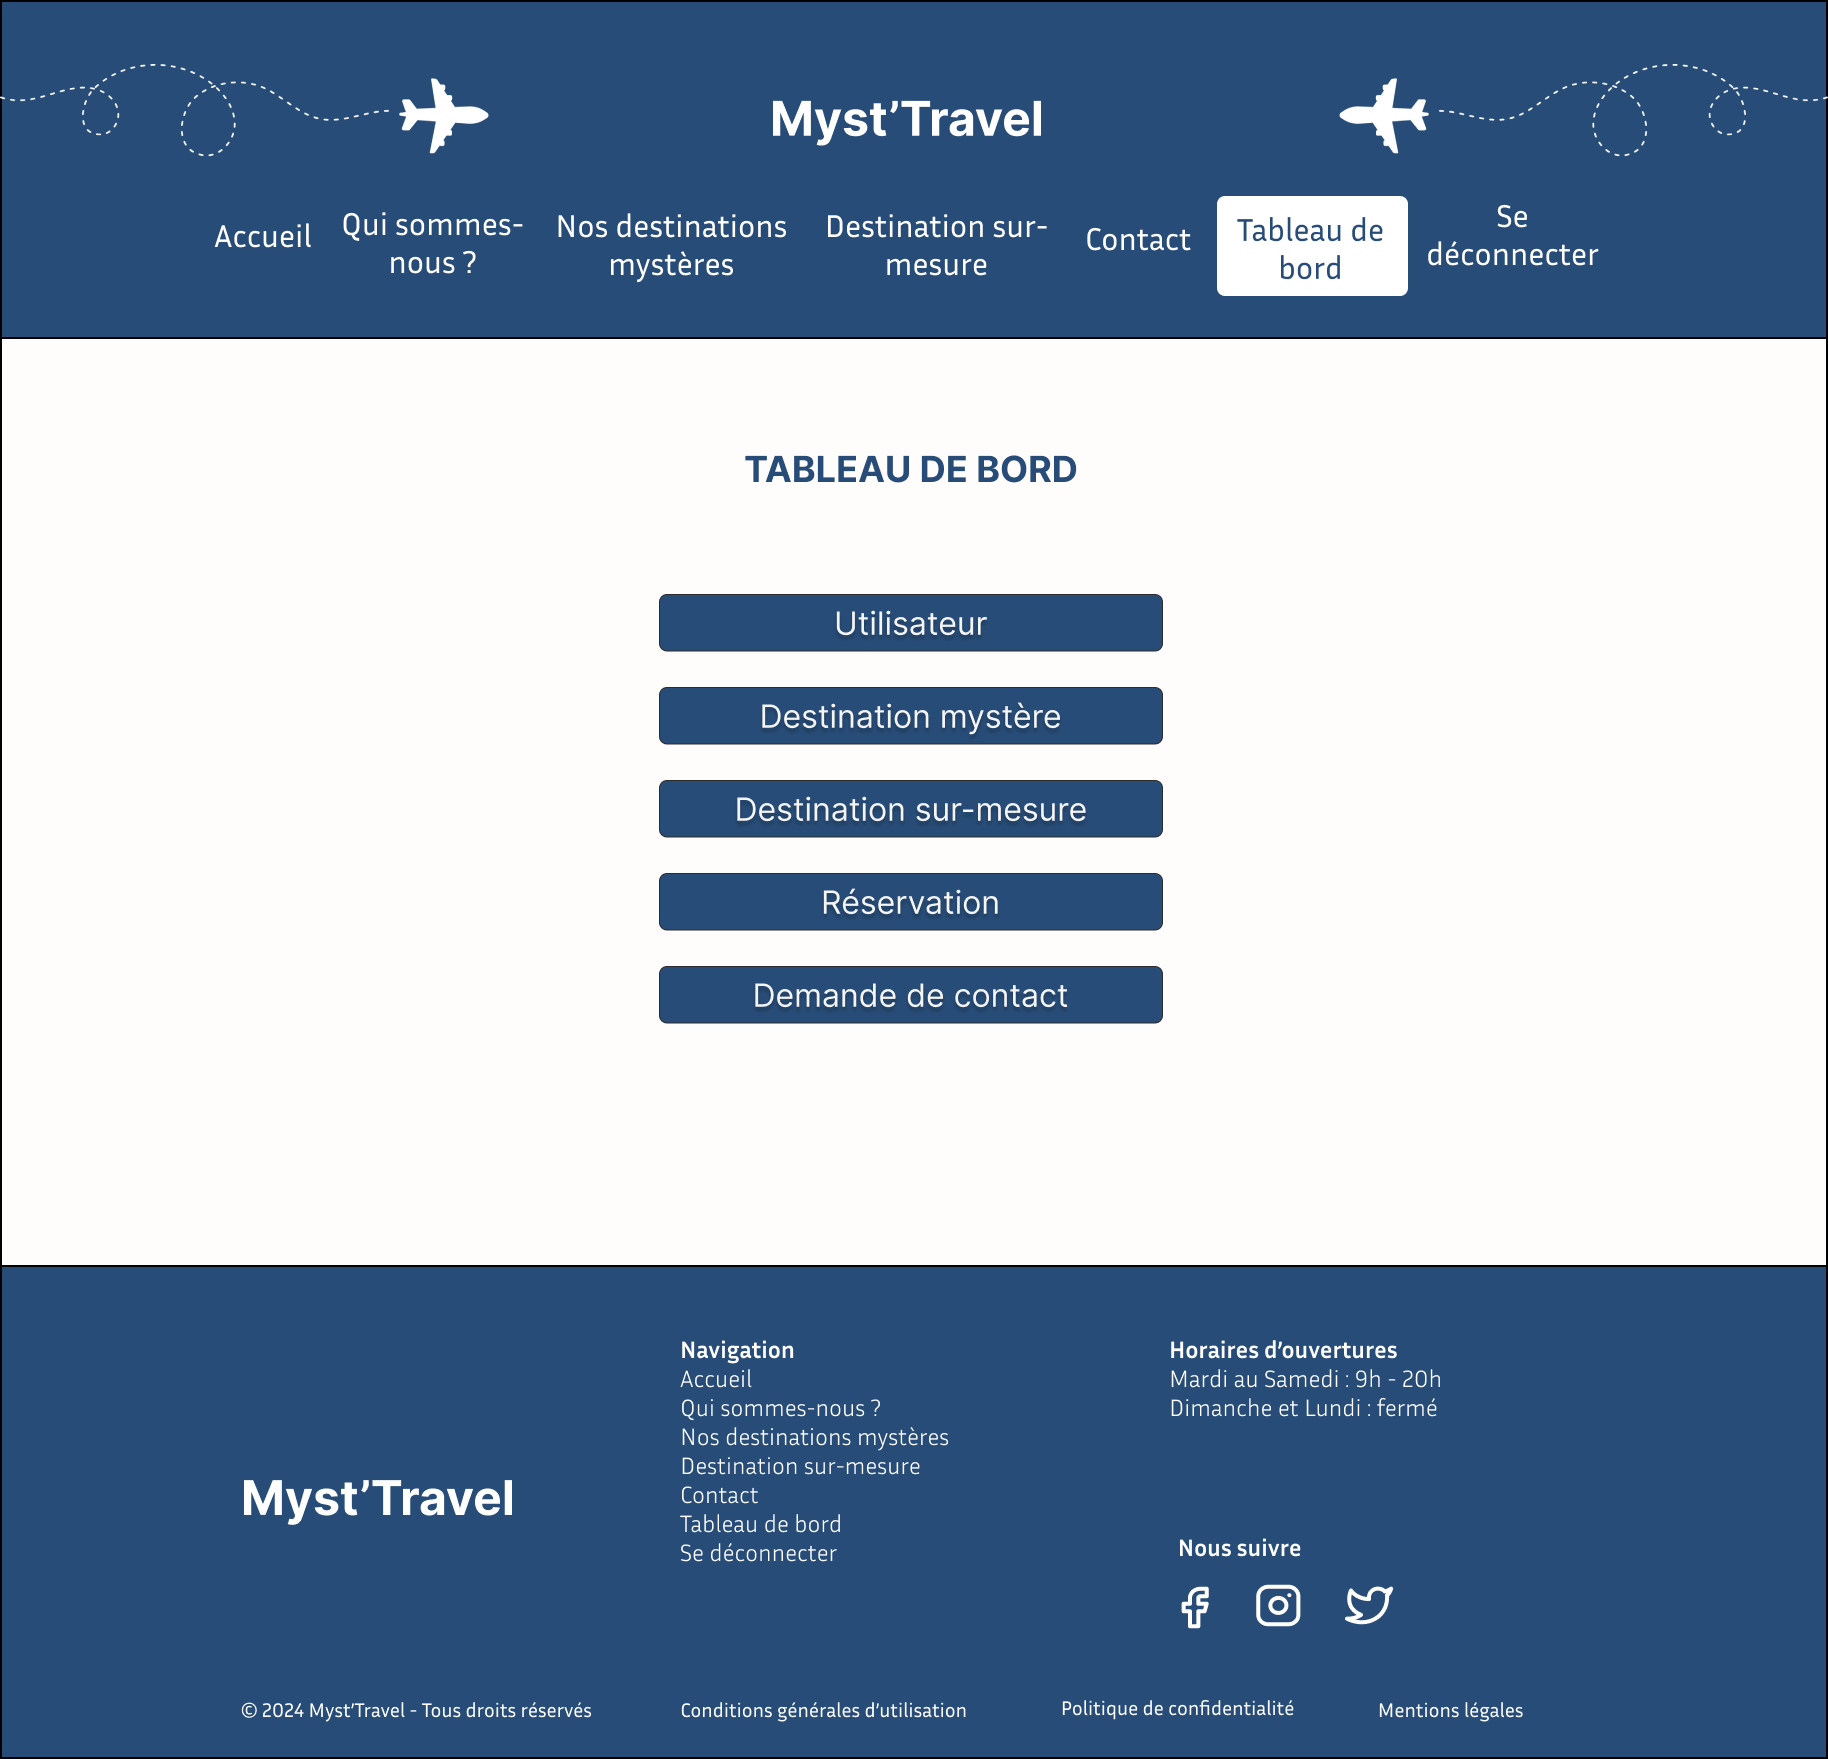 Myst’Travel
Accueil
Qui sommes-
nous ?
Nos destinations
mystères
Destination sur-
mesure
Contact
Tableau de
bord
Se
déconnecter
TABLEAU DE BORD
Utilisateur
Destination mystère
Destination sur-mesure
Réservation
Demande de contact
Myst’Travel
Navigation
Accueil
Qui sommes-nous ?
Nos destinations mystères
Destination sur-mesure
Contact
Tableau de bord
Se déconnecter
Horaires d’ouvertures
Mardi au Samedi : 9h - 20h
Dimanche et Lundi : fermé
Nous suivre
© 2024 Myst’Travel - Tous droits réservés
Conditions générales d’utilisation
Politique de confidentialité
Mentions légales